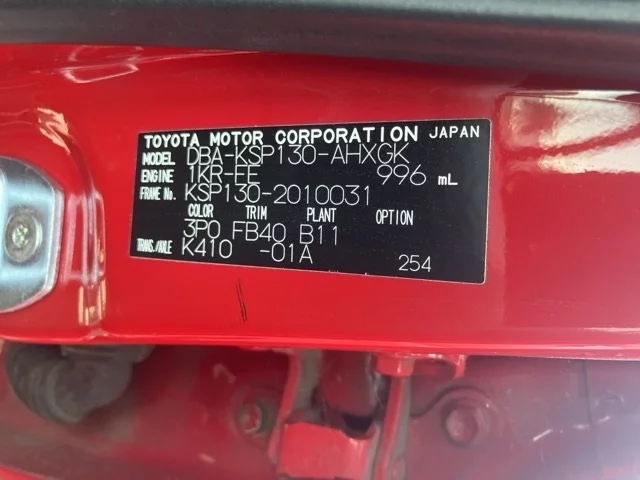 TOYOTA MOTOR CORPORATION JAPAN
MODEL DBA-KSP130-AHXGK
ENGINE 1KR-FE 996 mL
FRAME No. KSP130-2010031
COLOR TRIM PLANT OPTION
3P0 FB40 B11
TRANS./AXLE K410 -01A
254